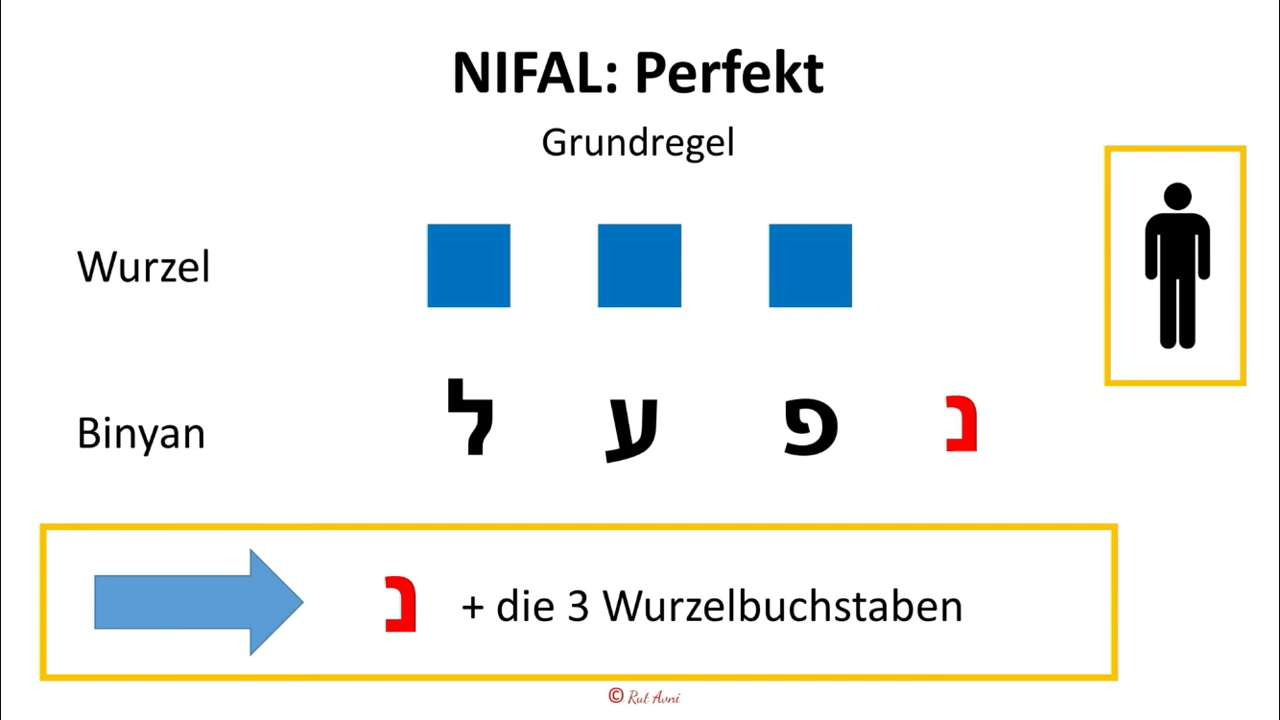 NIFAL: Perfekt
Grundregel
Wurzel
Binyan נ פ ע ל
נ + die 3 Wurzelbuchstaben
© Rut Avni